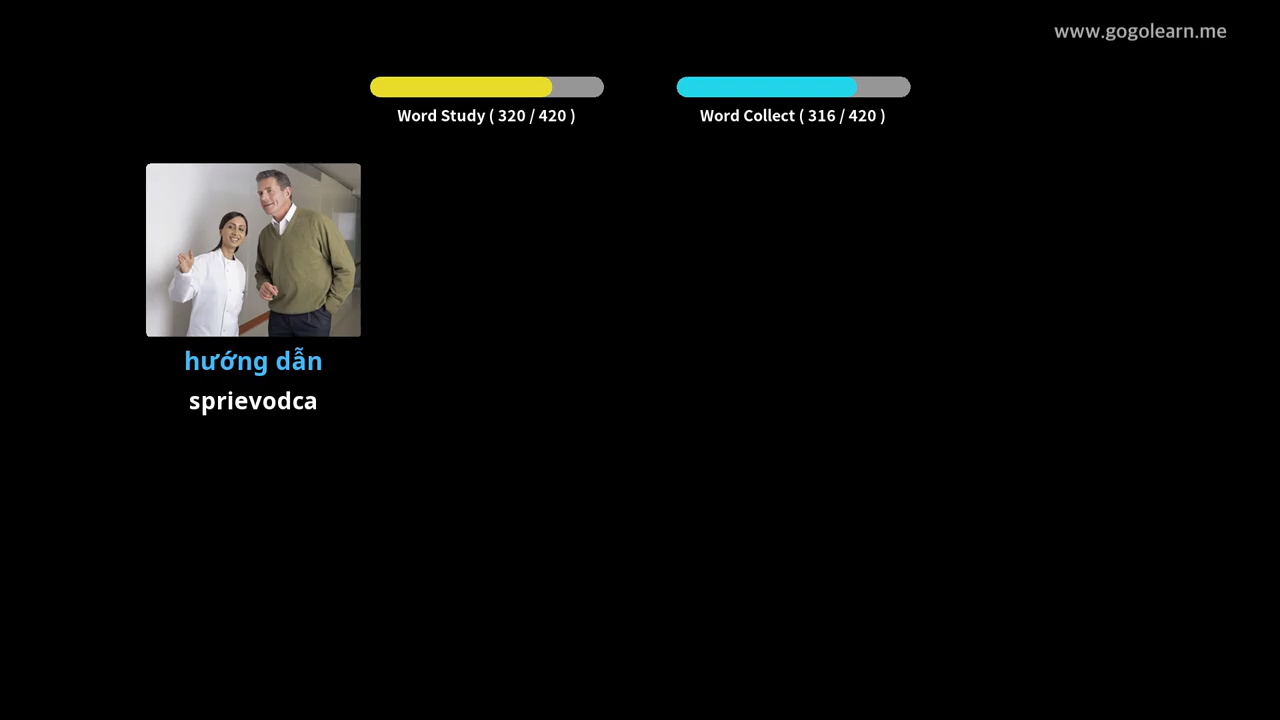 www.gogolearn.me
Word Study ( 320 / 420 )
Word Collect ( 316 / 420 )
hướng dẫn
sprievodca